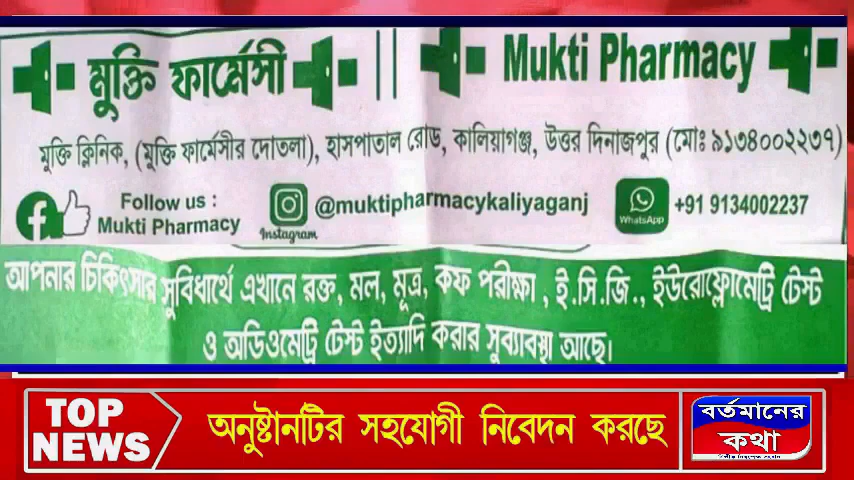 মুক্তি ফার্মেসী || Mukti Pharmacy
মুক্তি ক্লিনিক, (মুক্তি ফার্মেসীর দোতলা), হাসপাতাল রোড, কালিয়াগঞ্জ, উত্তর দিনাজপুর (মোঃ ৯১৩৪০০২২৩৭)
Follow us :
Mukti Pharmacy
Instagram
@muktipharmacykaliyaganj
WhatsApp
+91 9134002237
আপনার চিকিৎসার সুবিধার্থে এখানে রক্ত, মল, মূত্র, কফ পরীক্ষা , ই.সি.জি., ইউরোফ্লোমেট্রি টেস্ট
ও অডিওমেট্রি টেস্ট ইত্যাদি করার সুব্যাবস্থা আছে।
TOP
NEWS
অনুষ্টানটির সহযোগী নিবেদন করছে
বর্তমানের
কথা